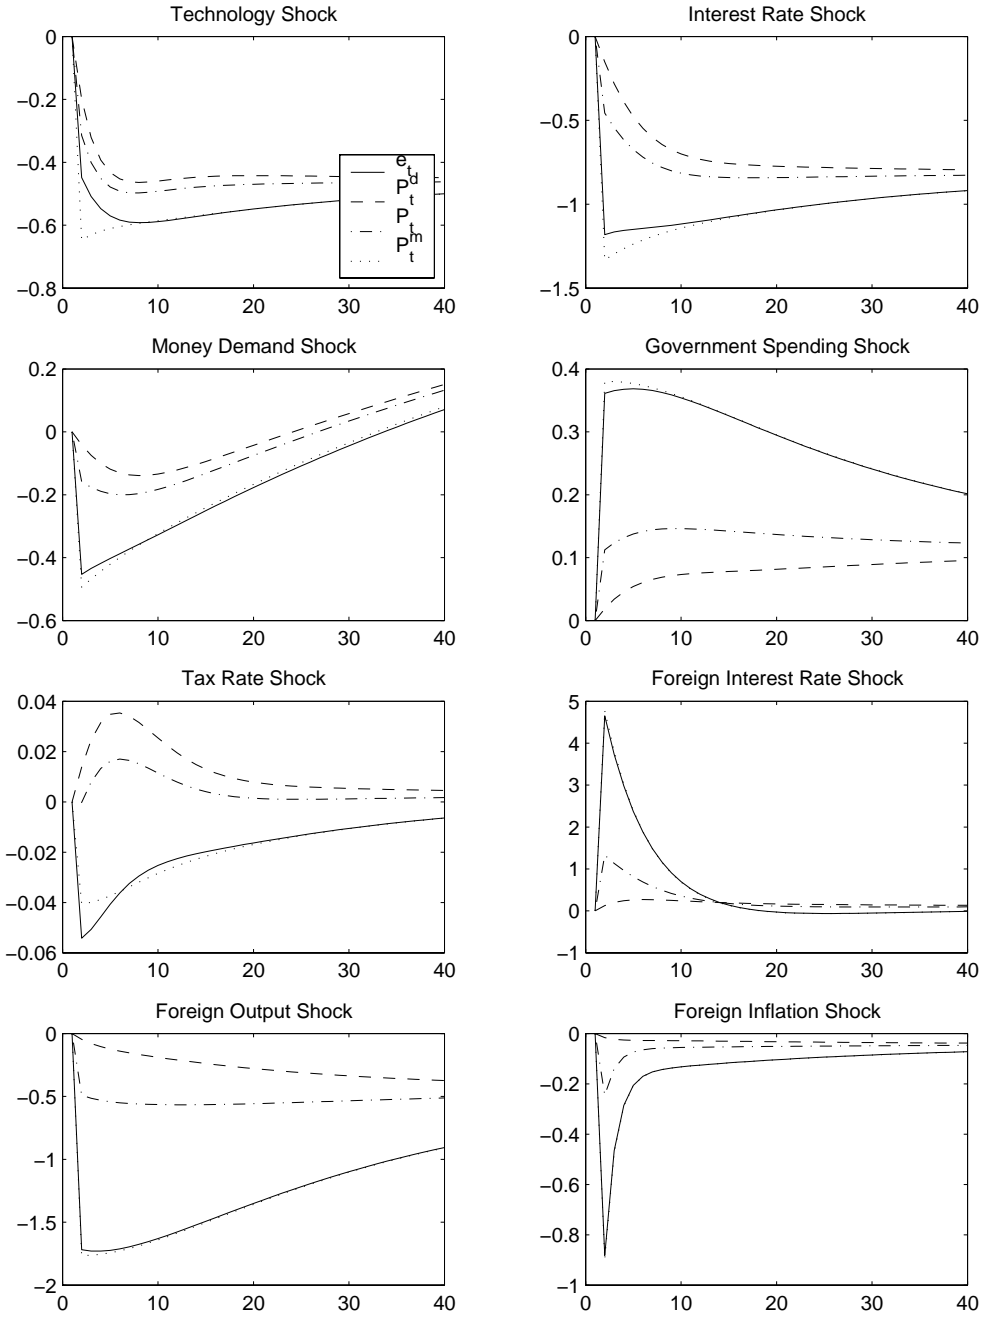 Technology Shock
0
−0.2
−0.4
−0.6
−0.8
0 10 20 30 40
e_t
P_t^d
P_t
P_t^m
Interest Rate Shock
0
−0.5
−1
−1.5
0 10 20 30 40
Money Demand Shock
0.2
0
−0.2
−0.4
−0.6
0 10 20 30 40
Government Spending Shock
0.4
0.3
0.2
0.1
0
0 10 20 30 40
Tax Rate Shock
0.04
0.02
0
−0.02
−0.04
−0.06
0 10 20 30 40
Foreign Interest Rate Shock
5
4
3
2
1
0
−1
0 10 20 30 40
Foreign Output Shock
0
−0.5
−1
−1.5
−2
0 10 20 30 40
Foreign Inflation Shock
0
−0.2
−0.4
−0.6
−0.8
−1
0 10 20 30 40